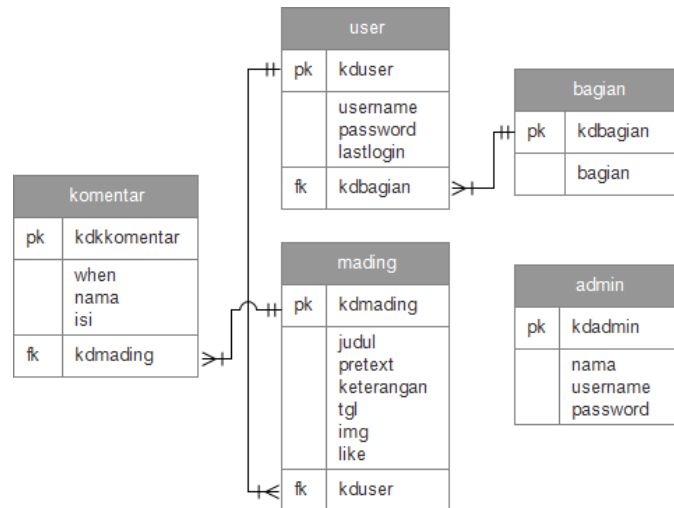 user
pk kduser
username
password
lastlogin
fk kdbagian
bagian
pk kdbagian
bagian
komentar
pk kdkkomentar
when
nama
isi
fk kdmading
mading
pk kdmading
judul
pretext
keterangan
tgl
img
like
fk kduser
admin
pk kdadmin
nama
username
password